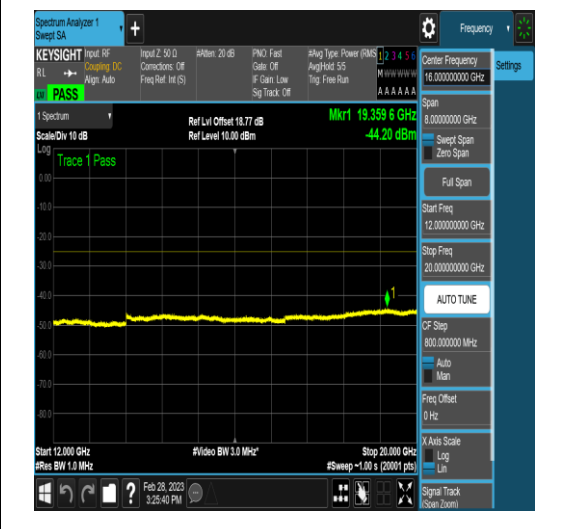 Spectrum Analyzer 1
Swept SA
+
Frequency
KEYSIGHT
RL
PASS
Input: RF
Coupling: DC
Align: Auto
Input Z: 50 Ω
Corrections: Off
Freq Ref: Int (S)
#Atten: 20 dB
PNO: Fast
Gate: Off
IF Gain: Low
Sig Track: Off
#Avg Type: Power (RMS
Avg|Hold: 5/5
Trig: Free Run
1 2 3 4 5 6
M W W W W W
A A A A A A
1 Spectrum
Scale/Div 10 dB
Ref Lvl Offset 18.77 dB
Ref Level 10.00 dBm
Mkr1 19.359 6 GHz
-44.20 dBm
Log
Trace 1 Pass
0.00
-10.0
-20.0
-30.0
-40.0
-50.0
-60.0
-70.0
-80.0
1
Start 12.000 GHz
#Res BW 1.0 MHz
#Video BW 3.0 MHz*
Stop 20.000 GHz
#Sweep ~1.00 s (20001 pts)
Feb 28, 2023
3:25:40 PM
Center Frequency
16.000000000 GHz
Settings
Span
8.00000000 GHz
Swept Span
Zero Span
Full Span
Start Freq
12.000000000 GHz
Stop Freq
20.000000000 GHz
AUTO TUNE
CF Step
800.000000 MHz
Auto
Man
Freq Offset
0 Hz
X Axis Scale
Log
Lin
Signal Track
(Span Zoom)